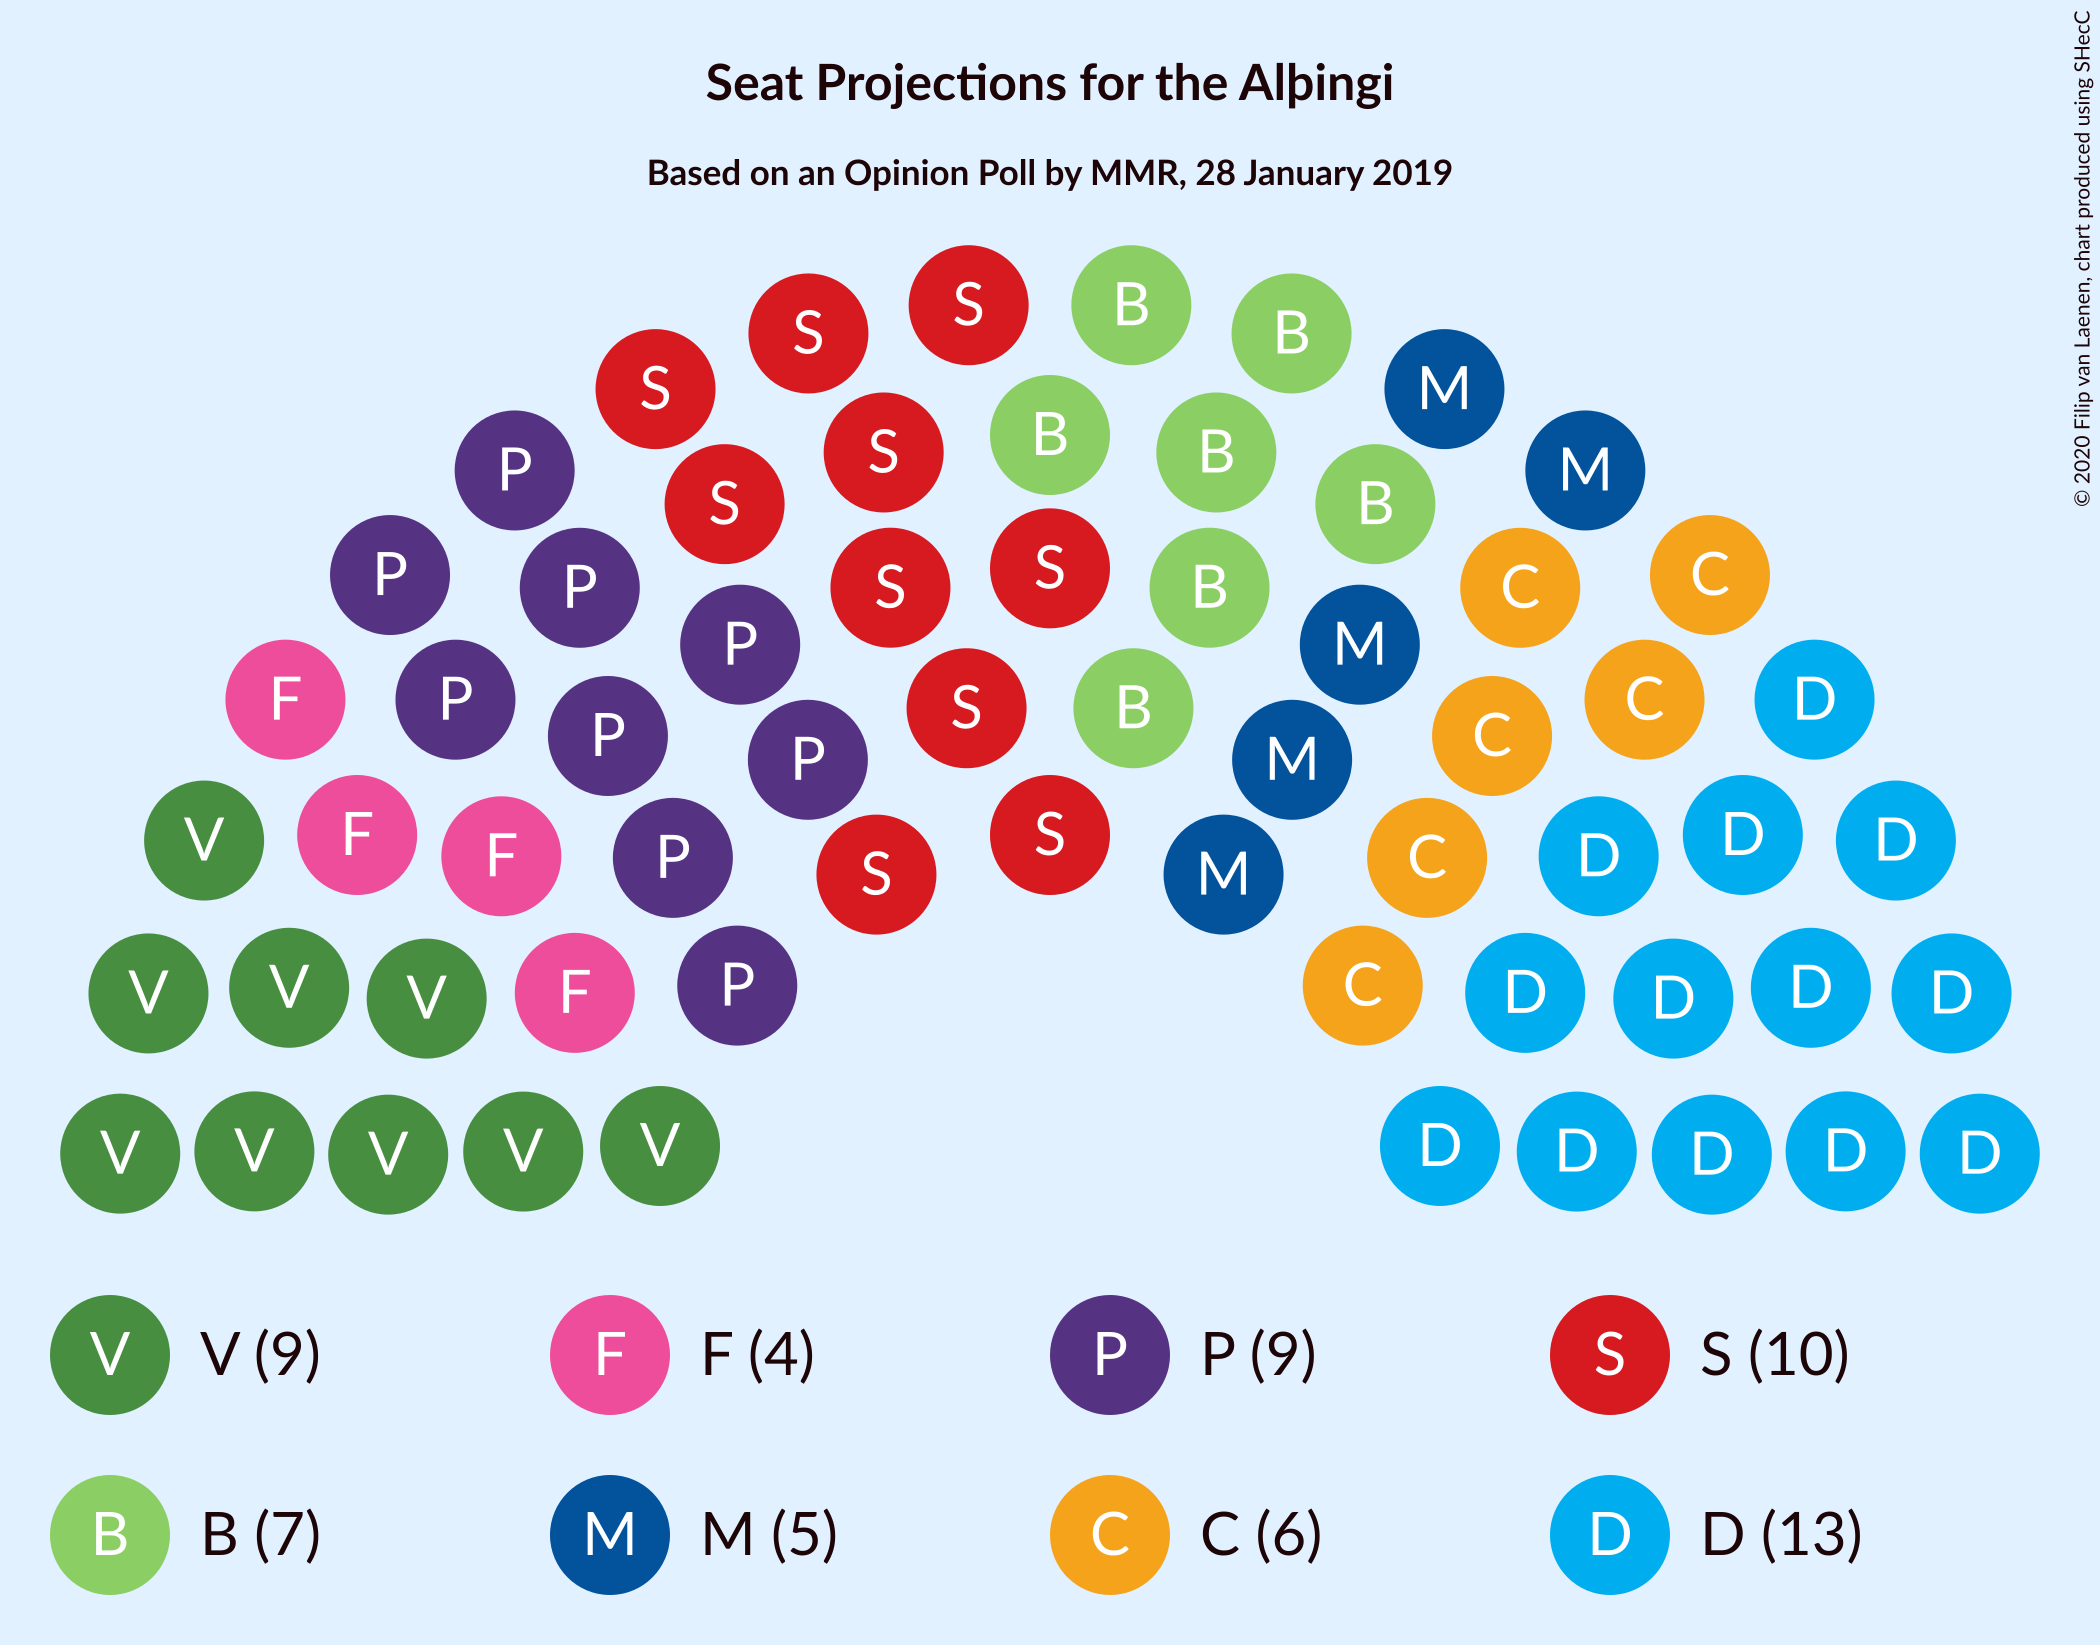 Seat Projections for the Alþingi
Based on an Opinion Poll by MMR, 28 January 2019
© 2020 Filip van Laenen, chart produced using SHecC
S S
B B
S B
S M
S B
P S B M
S
P C
P P S B C
P M
F P S B C D
P C
P M
V F S D D
F P S M C D
V V V F P C D D D D
V V V V V D D D D D
V V (9) F F (4) P P (9) S S (10)
B B (7) M M (5) C C (6) D D (13)